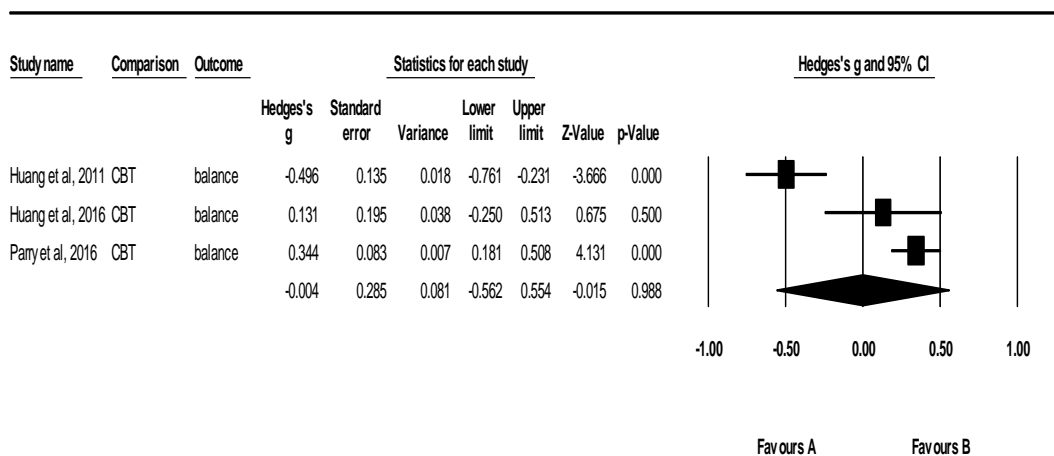 Study name Comparison Outcome Statistics for each study Hedges's g and 95% CI
Hedges's Standard Lower Upper
g error Variance limit limit Z-Value p-Value
Huang et al, 2011 CBT balance -0.496 0.135 0.018 -0.761 -0.231 -3.666 0.000
Huang et al, 2016 CBT balance 0.131 0.195 0.038 -0.250 0.513 0.675 0.500
Parry et al, 2016 CBT balance 0.344 0.083 0.007 0.181 0.508 4.131 0.000
-0.004 0.285 0.081 -0.562 0.554 -0.015 0.988
-1.00 -0.50 0.00 0.50 1.00
Favours A Favours B